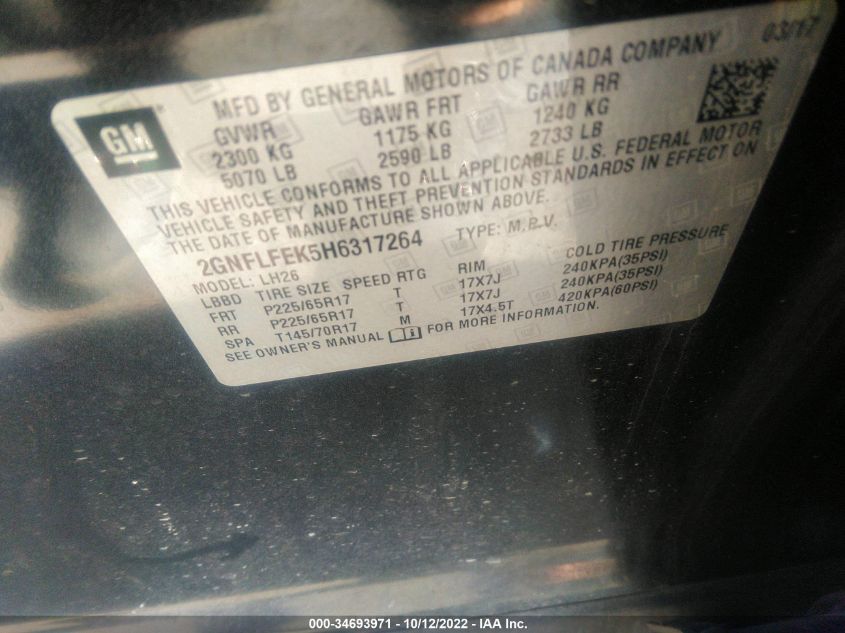 MFD BY GENERAL MOTORS OF CANADA COMPANY 03/17
GM
GVWR GAWR FRT GAWR RR
2300 KG 1175 KG 1240 KG
5070 LB 2590 LB 2733 LB
THIS VEHICLE CONFORMS TO ALL APPLICABLE U.S. FEDERAL MOTOR
VEHICLE SAFETY AND THEFT PREVENTION STANDARDS IN EFFECT ON
THE DATE OF MANUFACTURE SHOWN ABOVE.
2GNFLFEK5H6317264 TYPE: M.P.V.
MODEL: LH26
LBBD TIRE SIZE SPEED RTG RIM COLD TIRE PRESSURE
FRT P225/65R17 T 17X7J 240KPA(35PSI)
RR P225/65R17 T 17X7J 240KPA(35PSI)
SPA T145/70R17 M 17X4.5T 420KPA(60PSI)
SEE OWNER'S MANUAL FOR MORE INFORMATION.
000-34693971 - 10/12/2022 - IAA Inc.